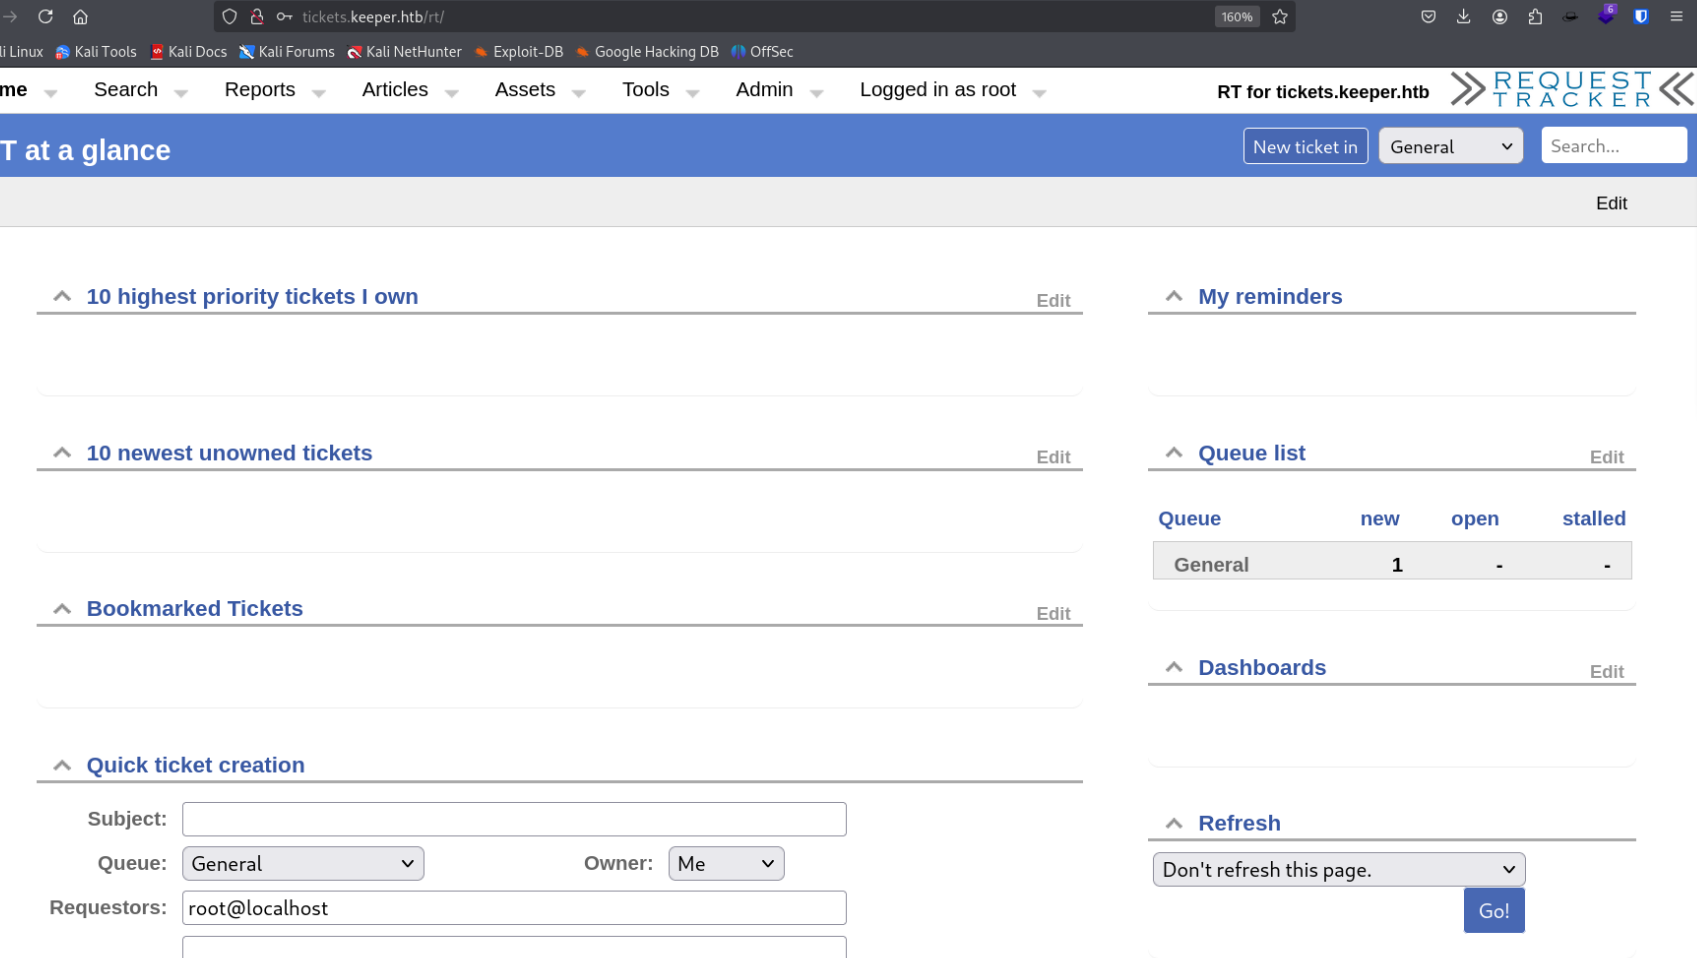 tickets.keeper.htb/rt/ 160% 6
li Linux Kali Tools Kali Docs Kali Forums Kali NetHunter Exploit-DB Google Hacking DB OffSec
me Search Reports Articles Assets Tools Admin Logged in as root RT for tickets.keeper.htb REQUEST TRACKER
T at a glance New ticket in General Search...
Edit
10 highest priority tickets I own Edit
My reminders
10 newest unowned tickets Edit
Queue list Edit
Queue new open stalled
General 1 - -
Bookmarked Tickets Edit
Dashboards Edit
Quick ticket creation
Subject:
Queue: General Owner: Me
Requestors: root@localhost
Refresh
Don't refresh this page.
Go!